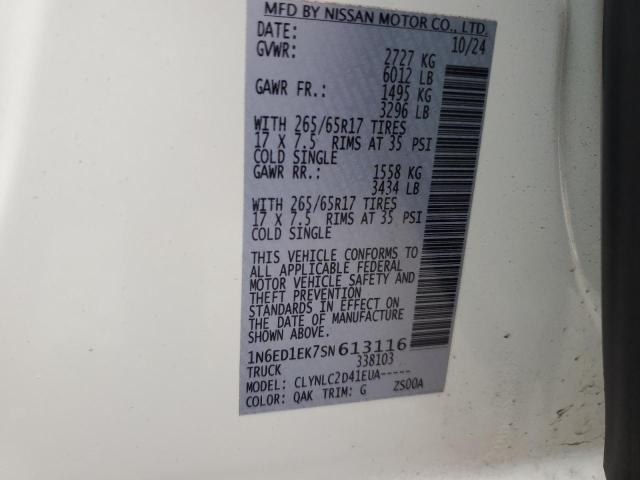 MFD BY NISSAN MOTOR CO., LTD.
DATE: 10/24
GVWR: 2727 KG
6012 LB
GAWR FR.: 1495 KG
3296 LB
WITH 265/65R17 TIRES
17 X 7.5 RIMS AT 35 PSI
COLD SINGLE
GAWR RR.: 1558 KG
3434 LB
WITH 265/65R17 TIRES
17 X 7.5 RIMS AT 35 PSI
COLD SINGLE
THIS VEHICLE CONFORMS TO
ALL APPLICABLE FEDERAL
MOTOR VEHICLE SAFETY AND
THEFT PREVENTION
STANDARDS IN EFFECT ON
THE DATE OF MANUFACTURE
SHOWN ABOVE.
1N6ED1EK7SN613116
TRUCK 338103
MODEL: CLYNLC2D41EUA-----
COLOR: QAK TRIM: G ZS00A